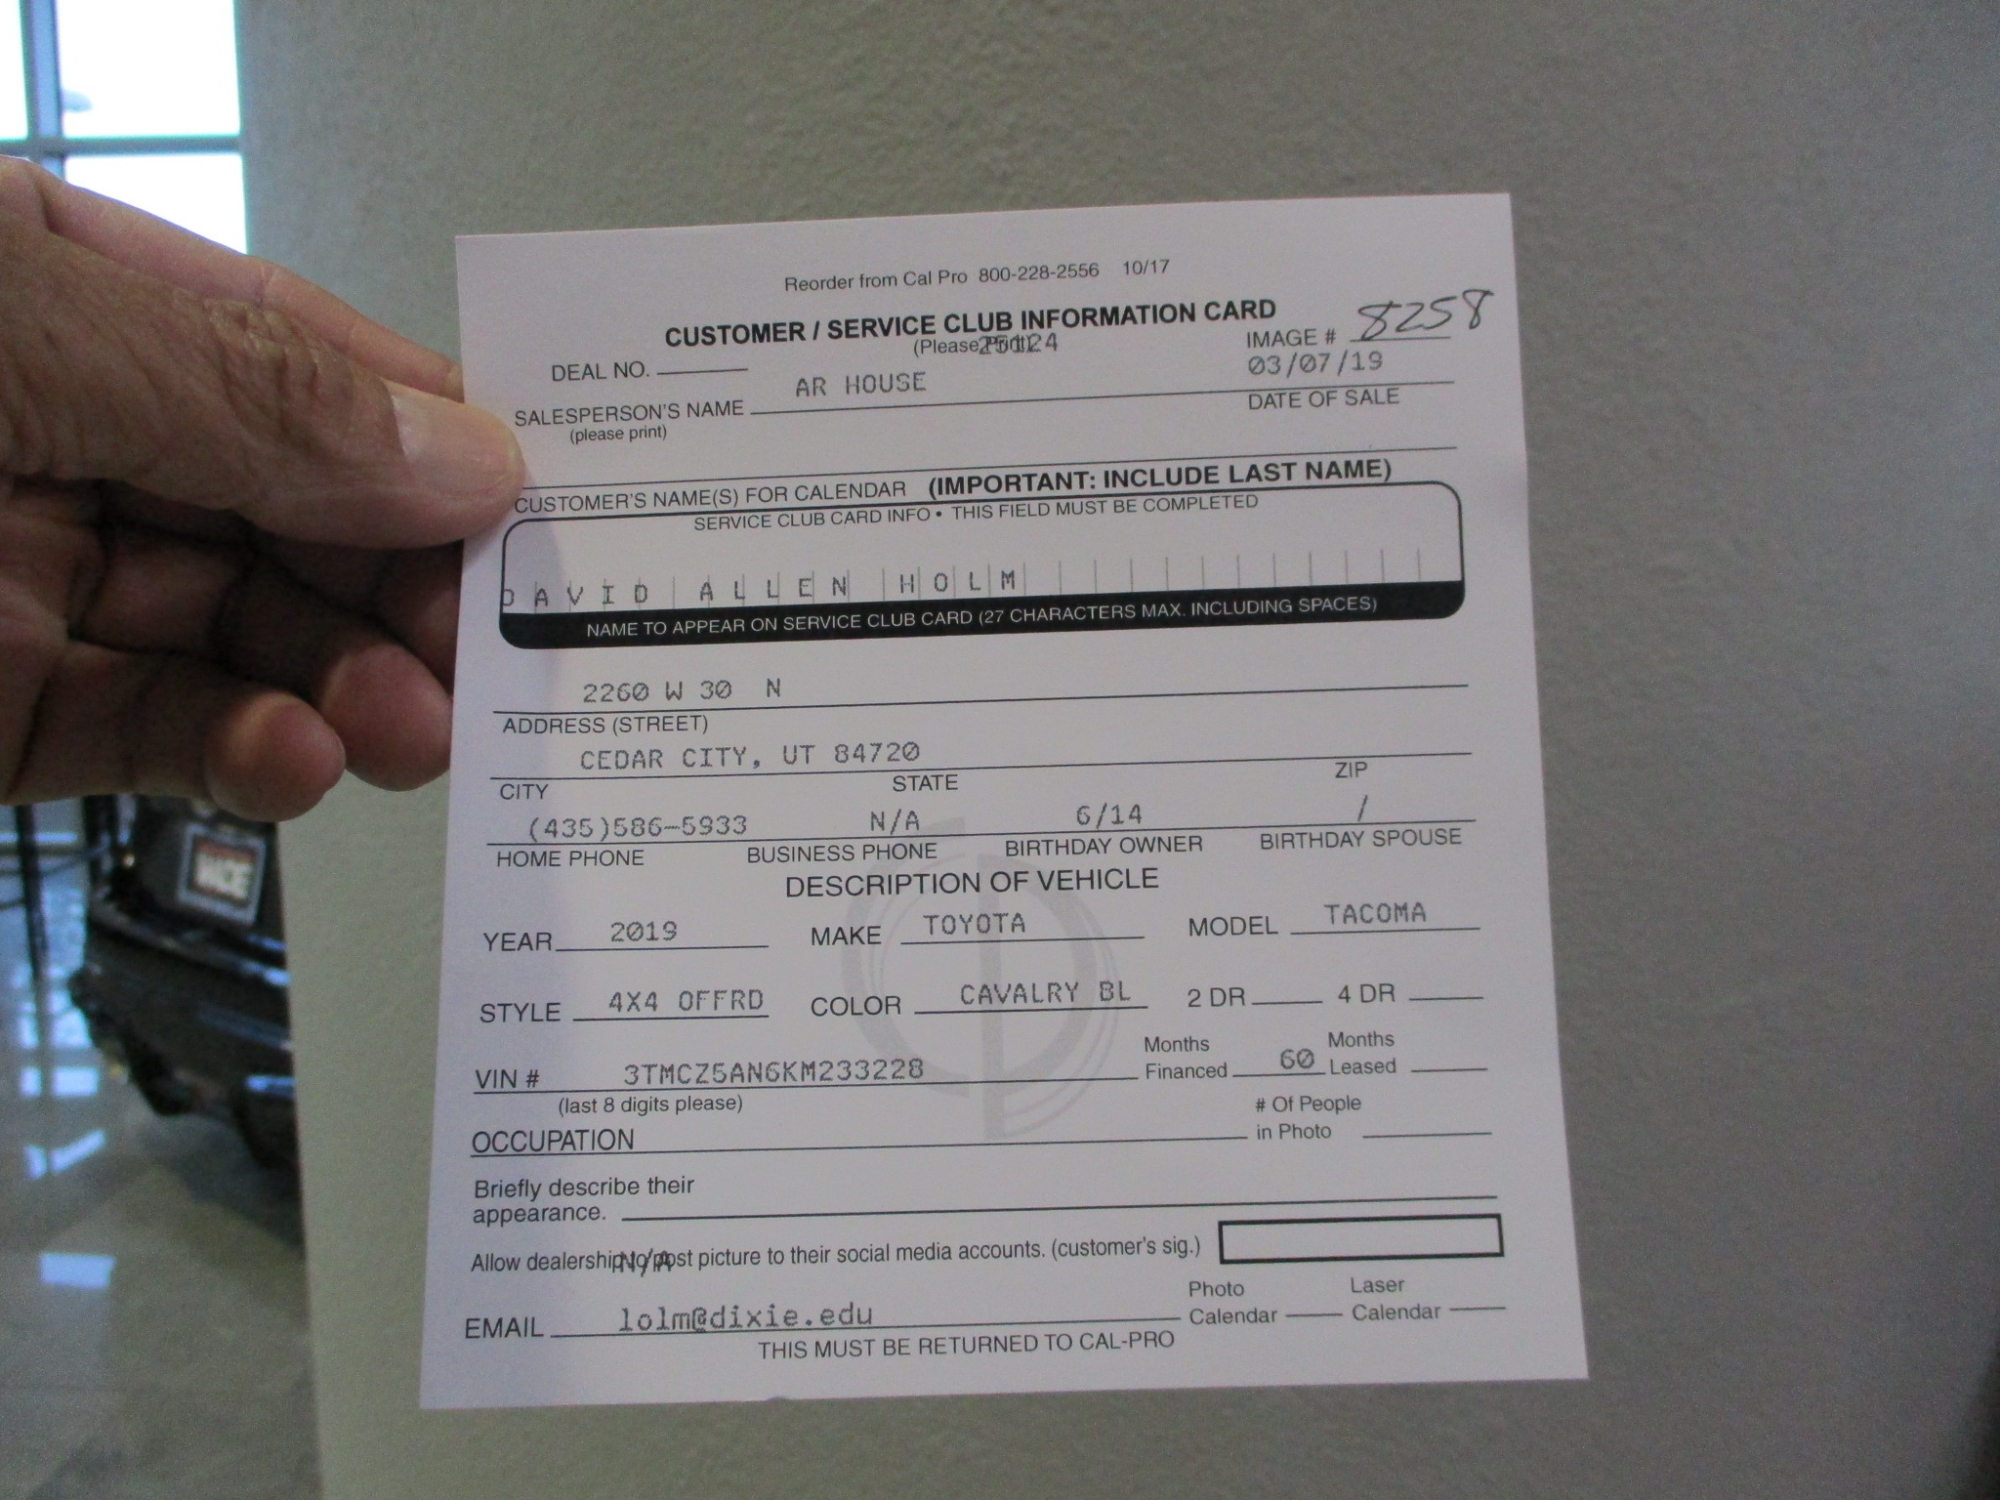 Reorder from Cal Pro 800-228-2556 10/17
CUSTOMER / SERVICE CLUB INFORMATION CARD
(Please Print) 25124
IMAGE # 8258
DEAL NO.
AR HOUSE 03/07/19
SALESPERSON'S NAME DATE OF SALE
(please print)
CUSTOMER'S NAME(S) FOR CALENDAR (IMPORTANT: INCLUDE LAST NAME)
SERVICE CLUB CARD INFO • THIS FIELD MUST BE COMPLETED
DAVID ALLEN HOLM
NAME TO APPEAR ON SERVICE CLUB CARD (27 CHARACTERS MAX. INCLUDING SPACES)
2260 W 30 N
ADDRESS (STREET)
CEDAR CITY, UT 84720
CITY STATE ZIP
(435)586-5933 N/A 6/14 /
HOME PHONE BUSINESS PHONE BIRTHDAY OWNER BIRTHDAY SPOUSE
DESCRIPTION OF VEHICLE
YEAR 2019 MAKE TOYOTA MODEL TACOMA
STYLE 4X4 OFFRD COLOR CAVALRY BL 2 DR 4 DR
Months Months
VIN # 3TMCZ5AN6KM233228 Financed 60 Leased
(last 8 digits please) # Of People
OCCUPATION in Photo
Briefly describe their
appearance.
Allow dealership to post picture to their social media accounts. (customer's sig.)
N/A
Photo Laser
EMAIL lolm@dixie.edu Calendar Calendar
THIS MUST BE RETURNED TO CAL-PRO